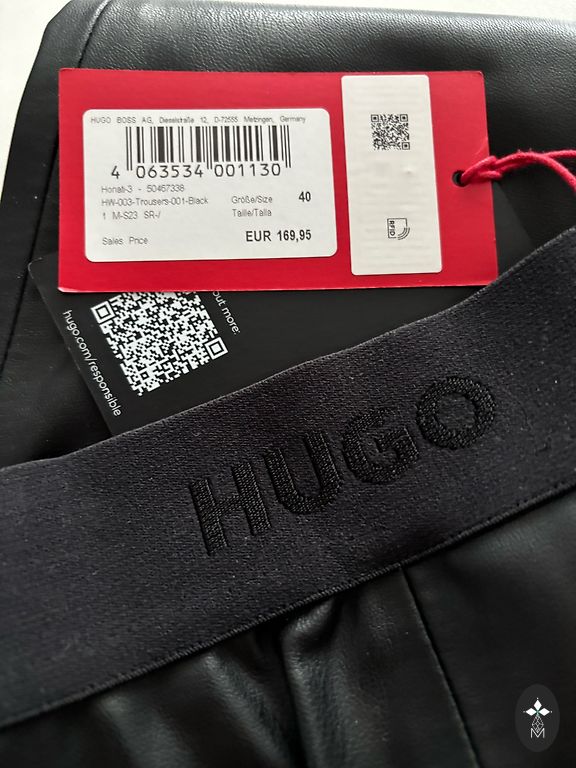 HUGO BOSS AG, Dieselstraße 12, D-72555 Metzingen, Germany
4 063534 001130
Honati-3 - 50467338
HW-003-Trousers-001-Black
1 M-S23 SR-/
Größe/Size 40
Taille/Talla
Sales Price EUR 169,95
RFID
out more:
hugo.com/responsible
HUGO
M